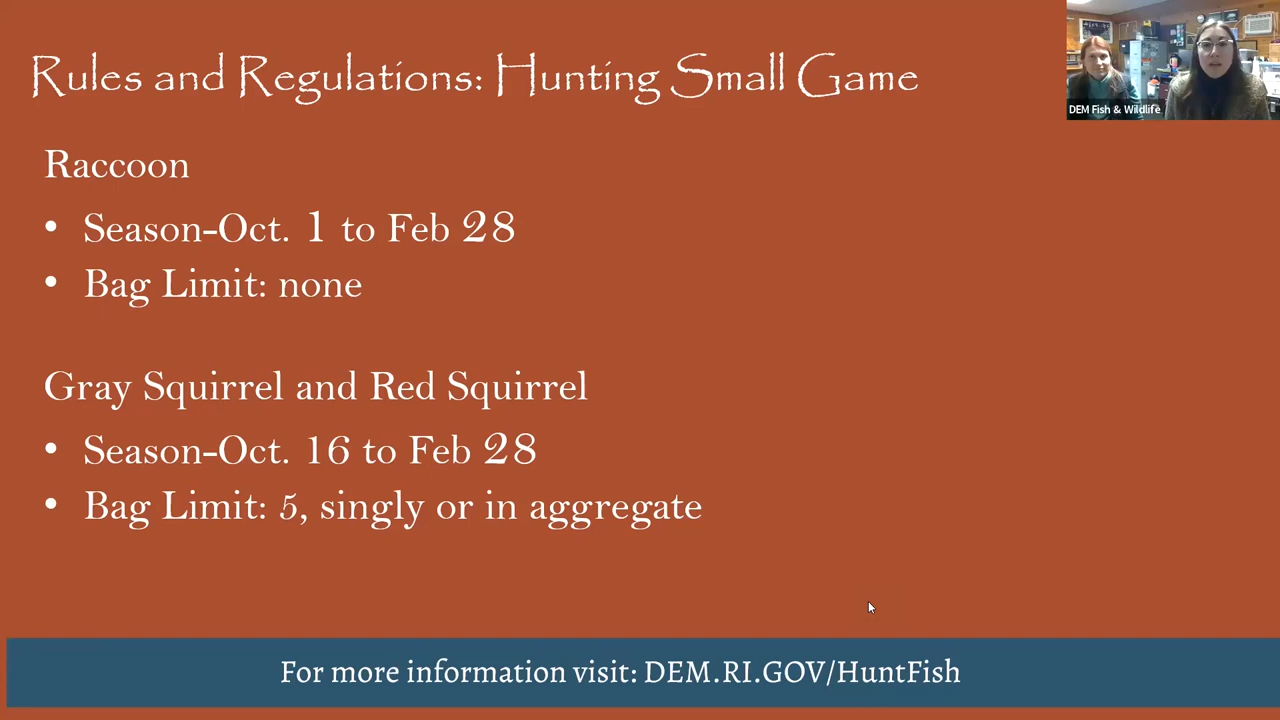 Rules and Regulations: Hunting Small Game
DEM Fish & Wildlife
Raccoon
• Season-Oct. 1 to Feb 28
• Bag Limit: none
Gray Squirrel and Red Squirrel
• Season-Oct. 16 to Feb 28
• Bag Limit: 5, singly or in aggregate
For more information visit: DEM.RI.GOV/HuntFish